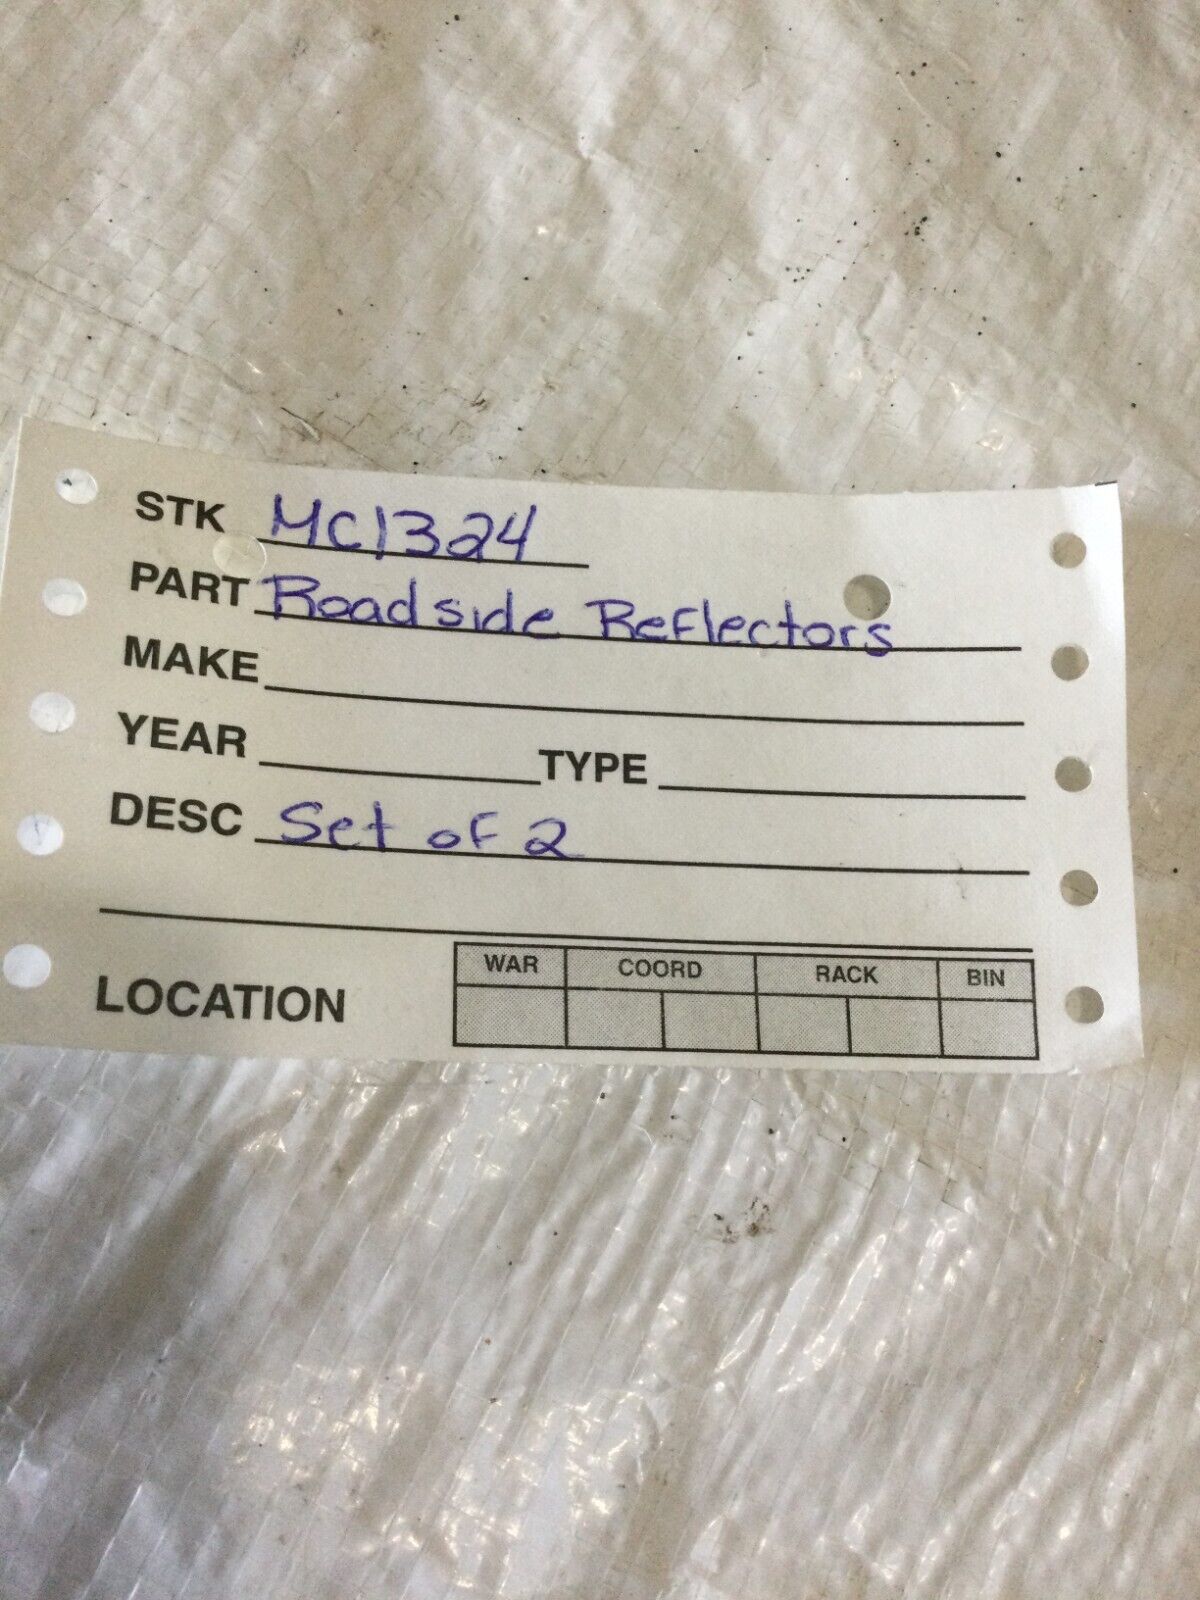 STK MC1324
PART Roadside Reflectors
MAKE
YEAR TYPE
DESC Set of 2
LOCATION WAR COORD RACK BIN